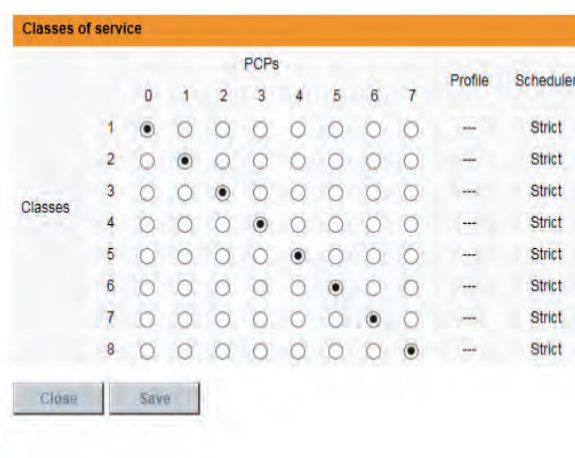 Classes of service
PCPs
0 1 2 3 4 5 6 7 Profile Scheduler
1 --- Strict
2 --- Strict
3 --- Strict
Classes
4 --- Strict
5 --- Strict
6 --- Strict
7 --- Strict
8 --- Strict
Close Save